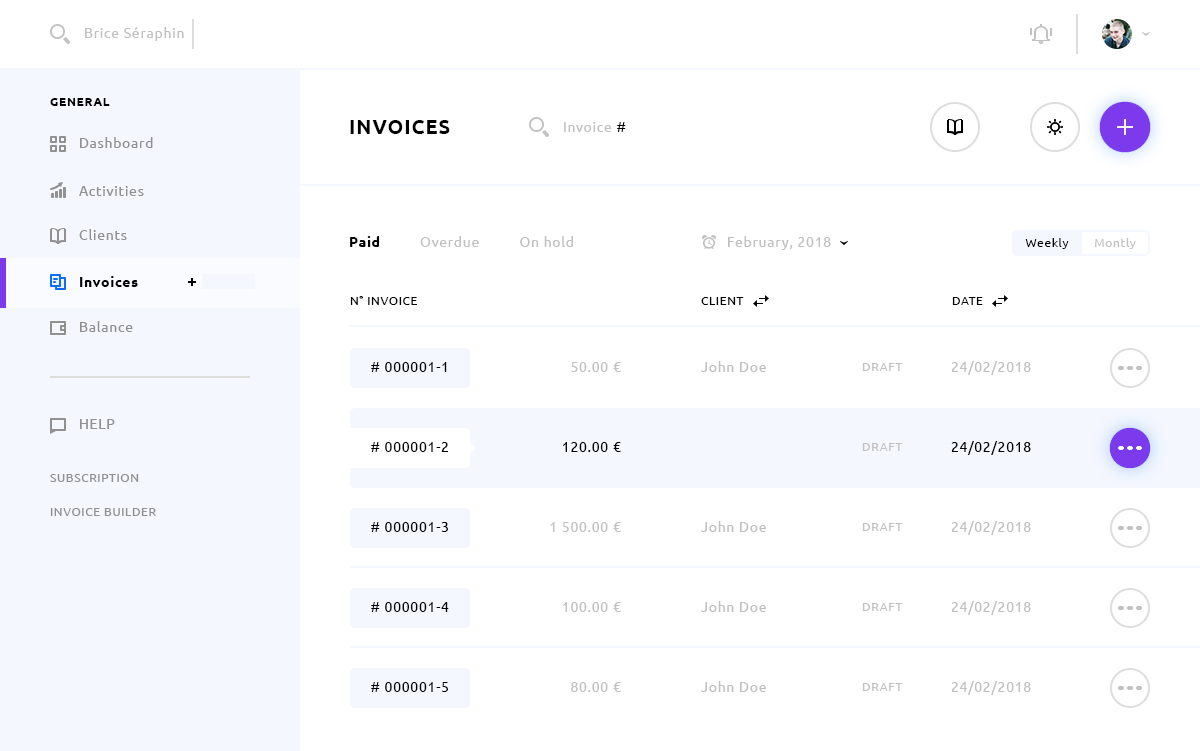 Brice Séraphin
GENERAL
Dashboard
Activities
Clients
Invoices +
Balance
HELP
SUBSCRIPTION
INVOICE BUILDER
INVOICES
Invoice #
Paid Overdue On hold
February, 2018
Weekly Montly
N° INVOICE CLIENT DATE
# 000001-1 50.00 € John Doe DRAFT 24/02/2018
# 000001-2 120.00 € DRAFT 24/02/2018
# 000001-3 1 500.00 € John Doe DRAFT 24/02/2018
# 000001-4 100.00 € John Doe DRAFT 24/02/2018
# 000001-5 80.00 € John Doe DRAFT 24/02/2018